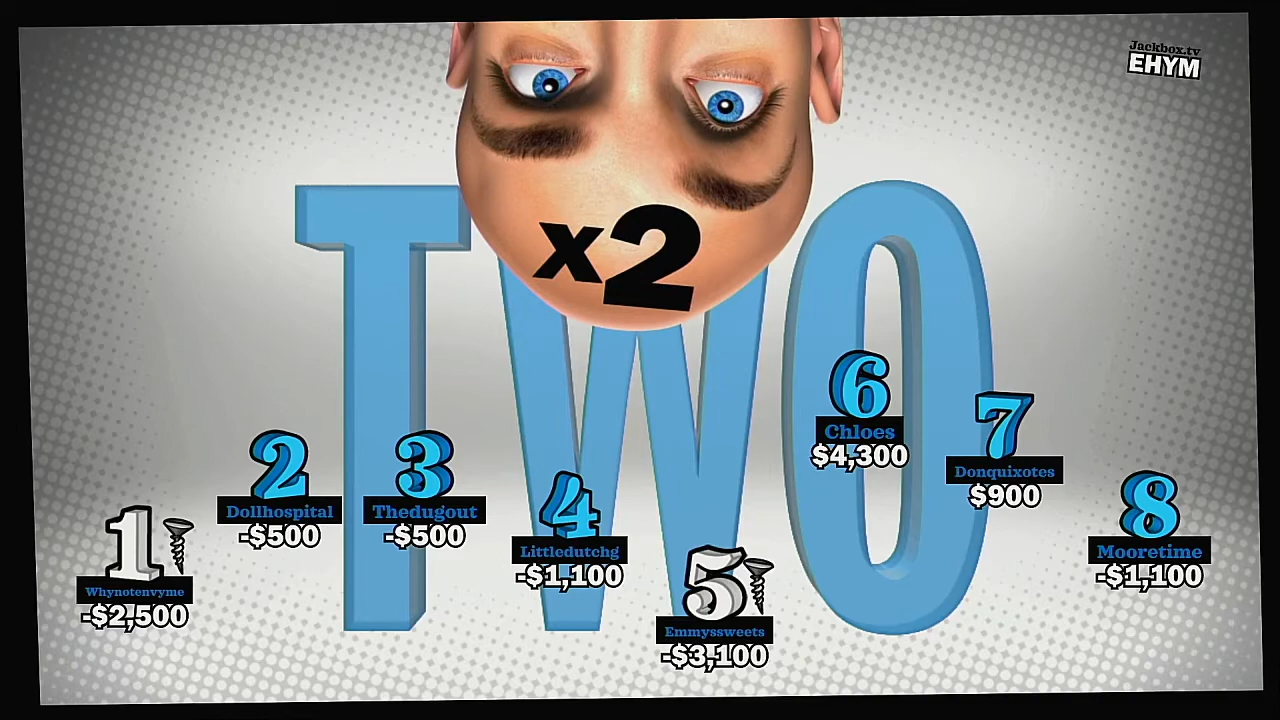 Jackbox.tv
EHYM
TWO
x2
1
Whynotenvyme
-$2,500
2
Dollhospital
-$500
3
Thedugout
-$500
4
Littledutchg
-$1,100
5
Emmyssweets
-$3,100
6
Chloes
$4,300
7
Donquixotes
$900
8
Mooretime
-$1,100